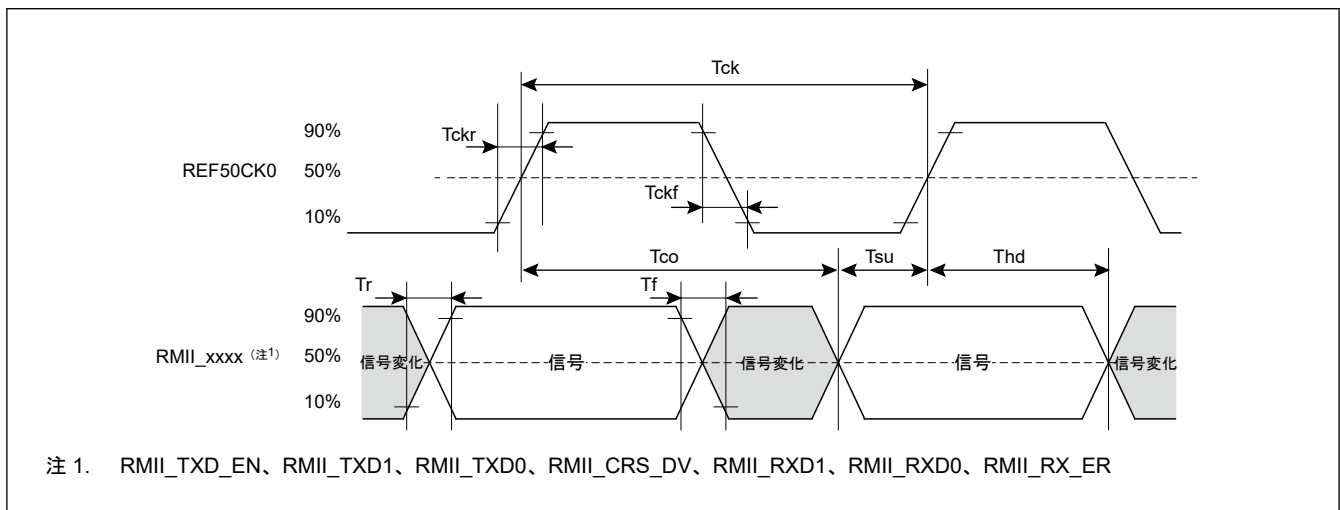 Tck
90%
Tckr
REF50CK0
50%
Tckf
10%
Tco
Tsu
Thd
Tr
Tf
90%
RMII_xxxx（注1）
50%
信号変化
信号
信号変化
信号
信号変化
10%
注 1. RMII_TXD_EN、RMII_TXD1、RMII_TXD0、RMII_CRS_DV、RMII_RXD1、RMII_RXD0、RMII_RX_ER